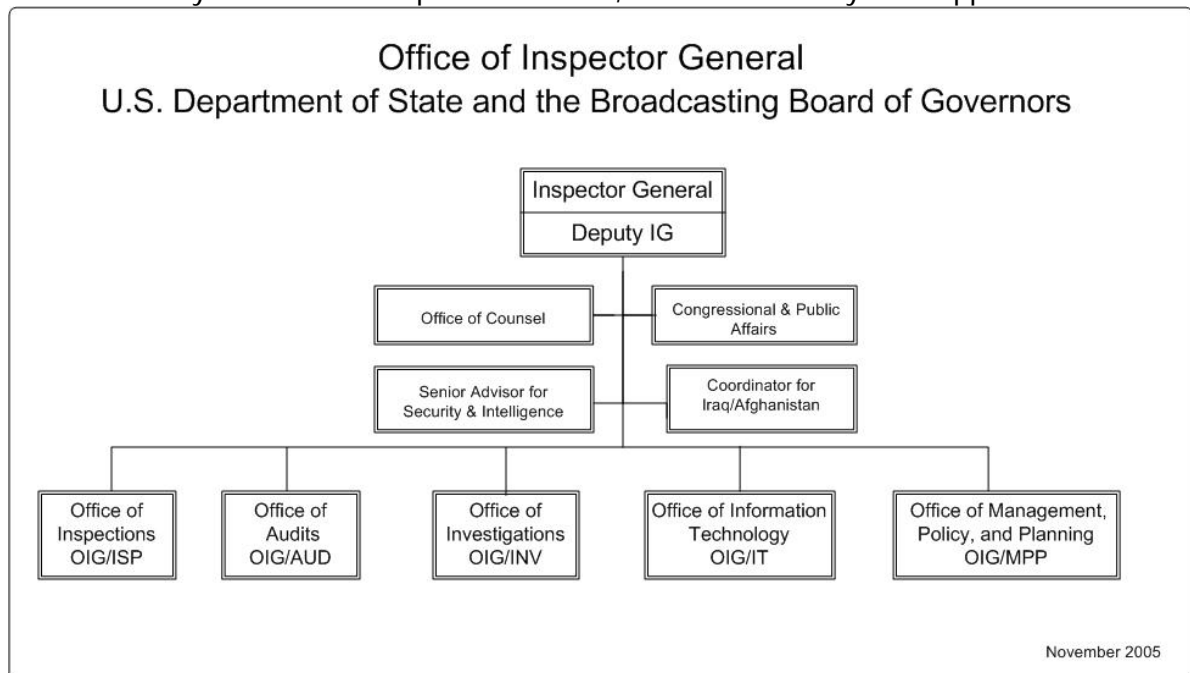 Office of Inspector General
U.S. Department of State and the Broadcasting Board of Governors
Inspector General
Deputy IG
Office of Counsel
Congressional & Public
Affairs
Senior Advisor for
Security & Intelligence
Coordinator for
Iraq/Afghanistan
Office of
Inspections
OIG/ISP
Office of
Audits
OIG/AUD
Office of
Investigations
OIG/INV
Office of Information
Technology
OIG/IT
Office of Management,
Policy, and Planning
OIG/MPP
November 2005